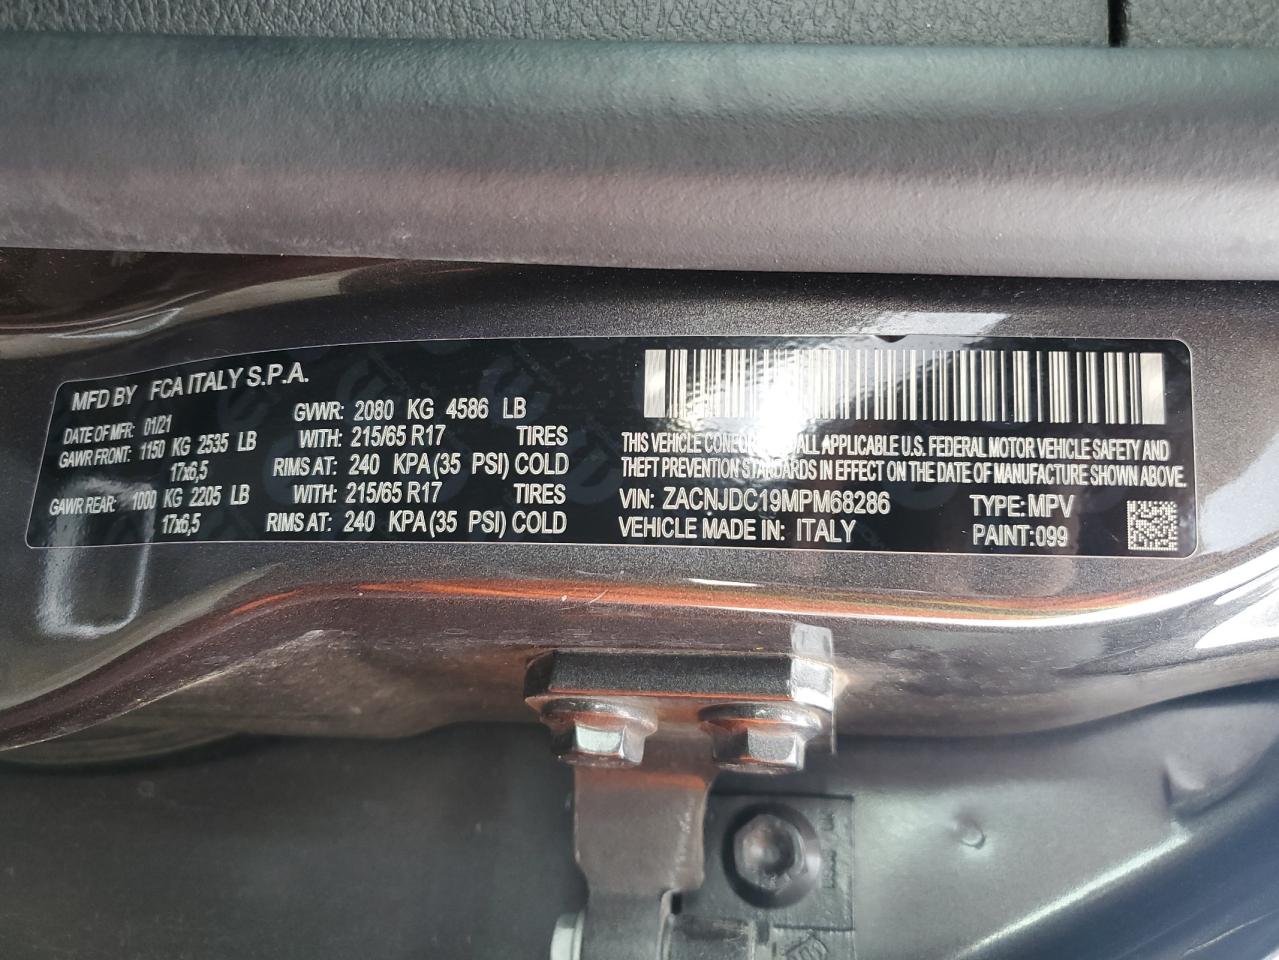 MFD BY FCA ITALY S.P.A.
DATE OF MFR: 01/21 GVWR: 2080 KG 4586 LB
GAWR FRONT: 1150 KG 2535 LB WITH: 215/65 R17 TIRES
17x6,5 RIMS AT: 240 KPA (35 PSI) COLD
GAWR REAR: 1000 KG 2205 LB WITH: 215/65 R17 TIRES
17x6,5 RIMS AT: 240 KPA (35 PSI) COLD
THIS VEHICLE ALL APPLICABLE U.S. FEDERAL MOTOR VEHICLE SAFETY AND
THEFT PREVENTION STANDARDS IN EFFECT ON THE DATE OF MANUFACTURE SHOWN ABOVE.
VIN: ZACNJDC19MPM68286 TYPE: MPV
VEHICLE MADE IN: ITALY PAINT: 099